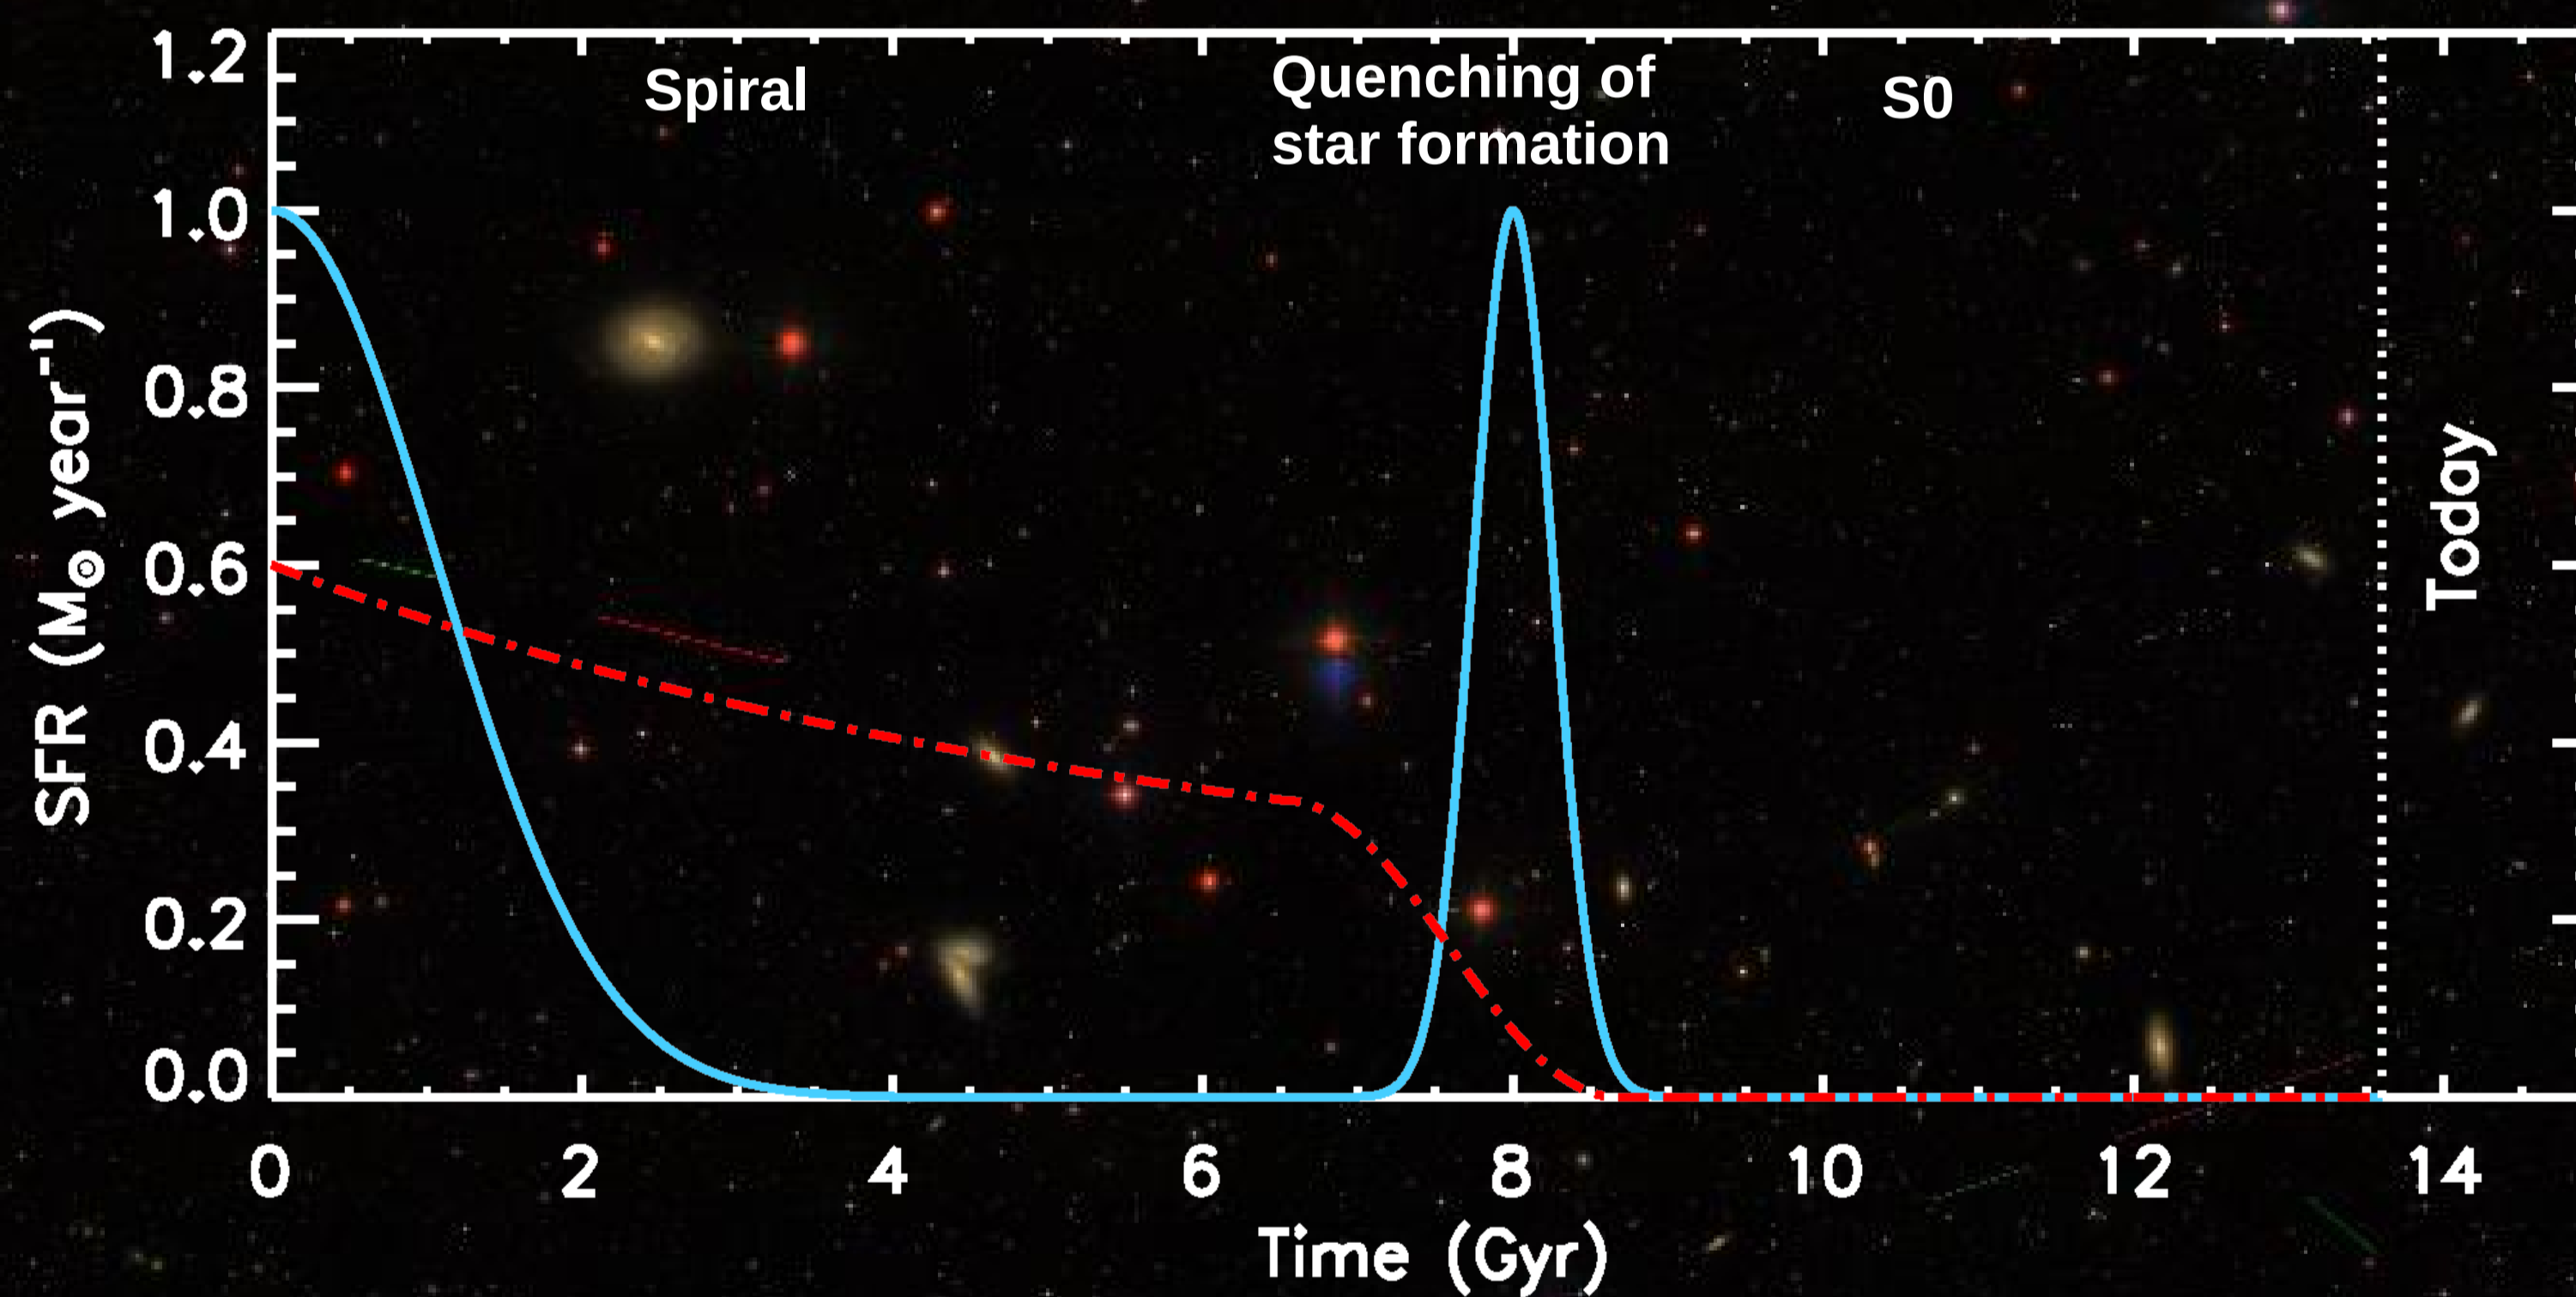 Spiral
Quenching of
star formation
S0
1.2
1.0
0.8
0.6
0.4
0.2
0.0
SFR (M⊙ year⁻¹)
Today
0 2 4 6 8 10 12 14
Time (Gyr)